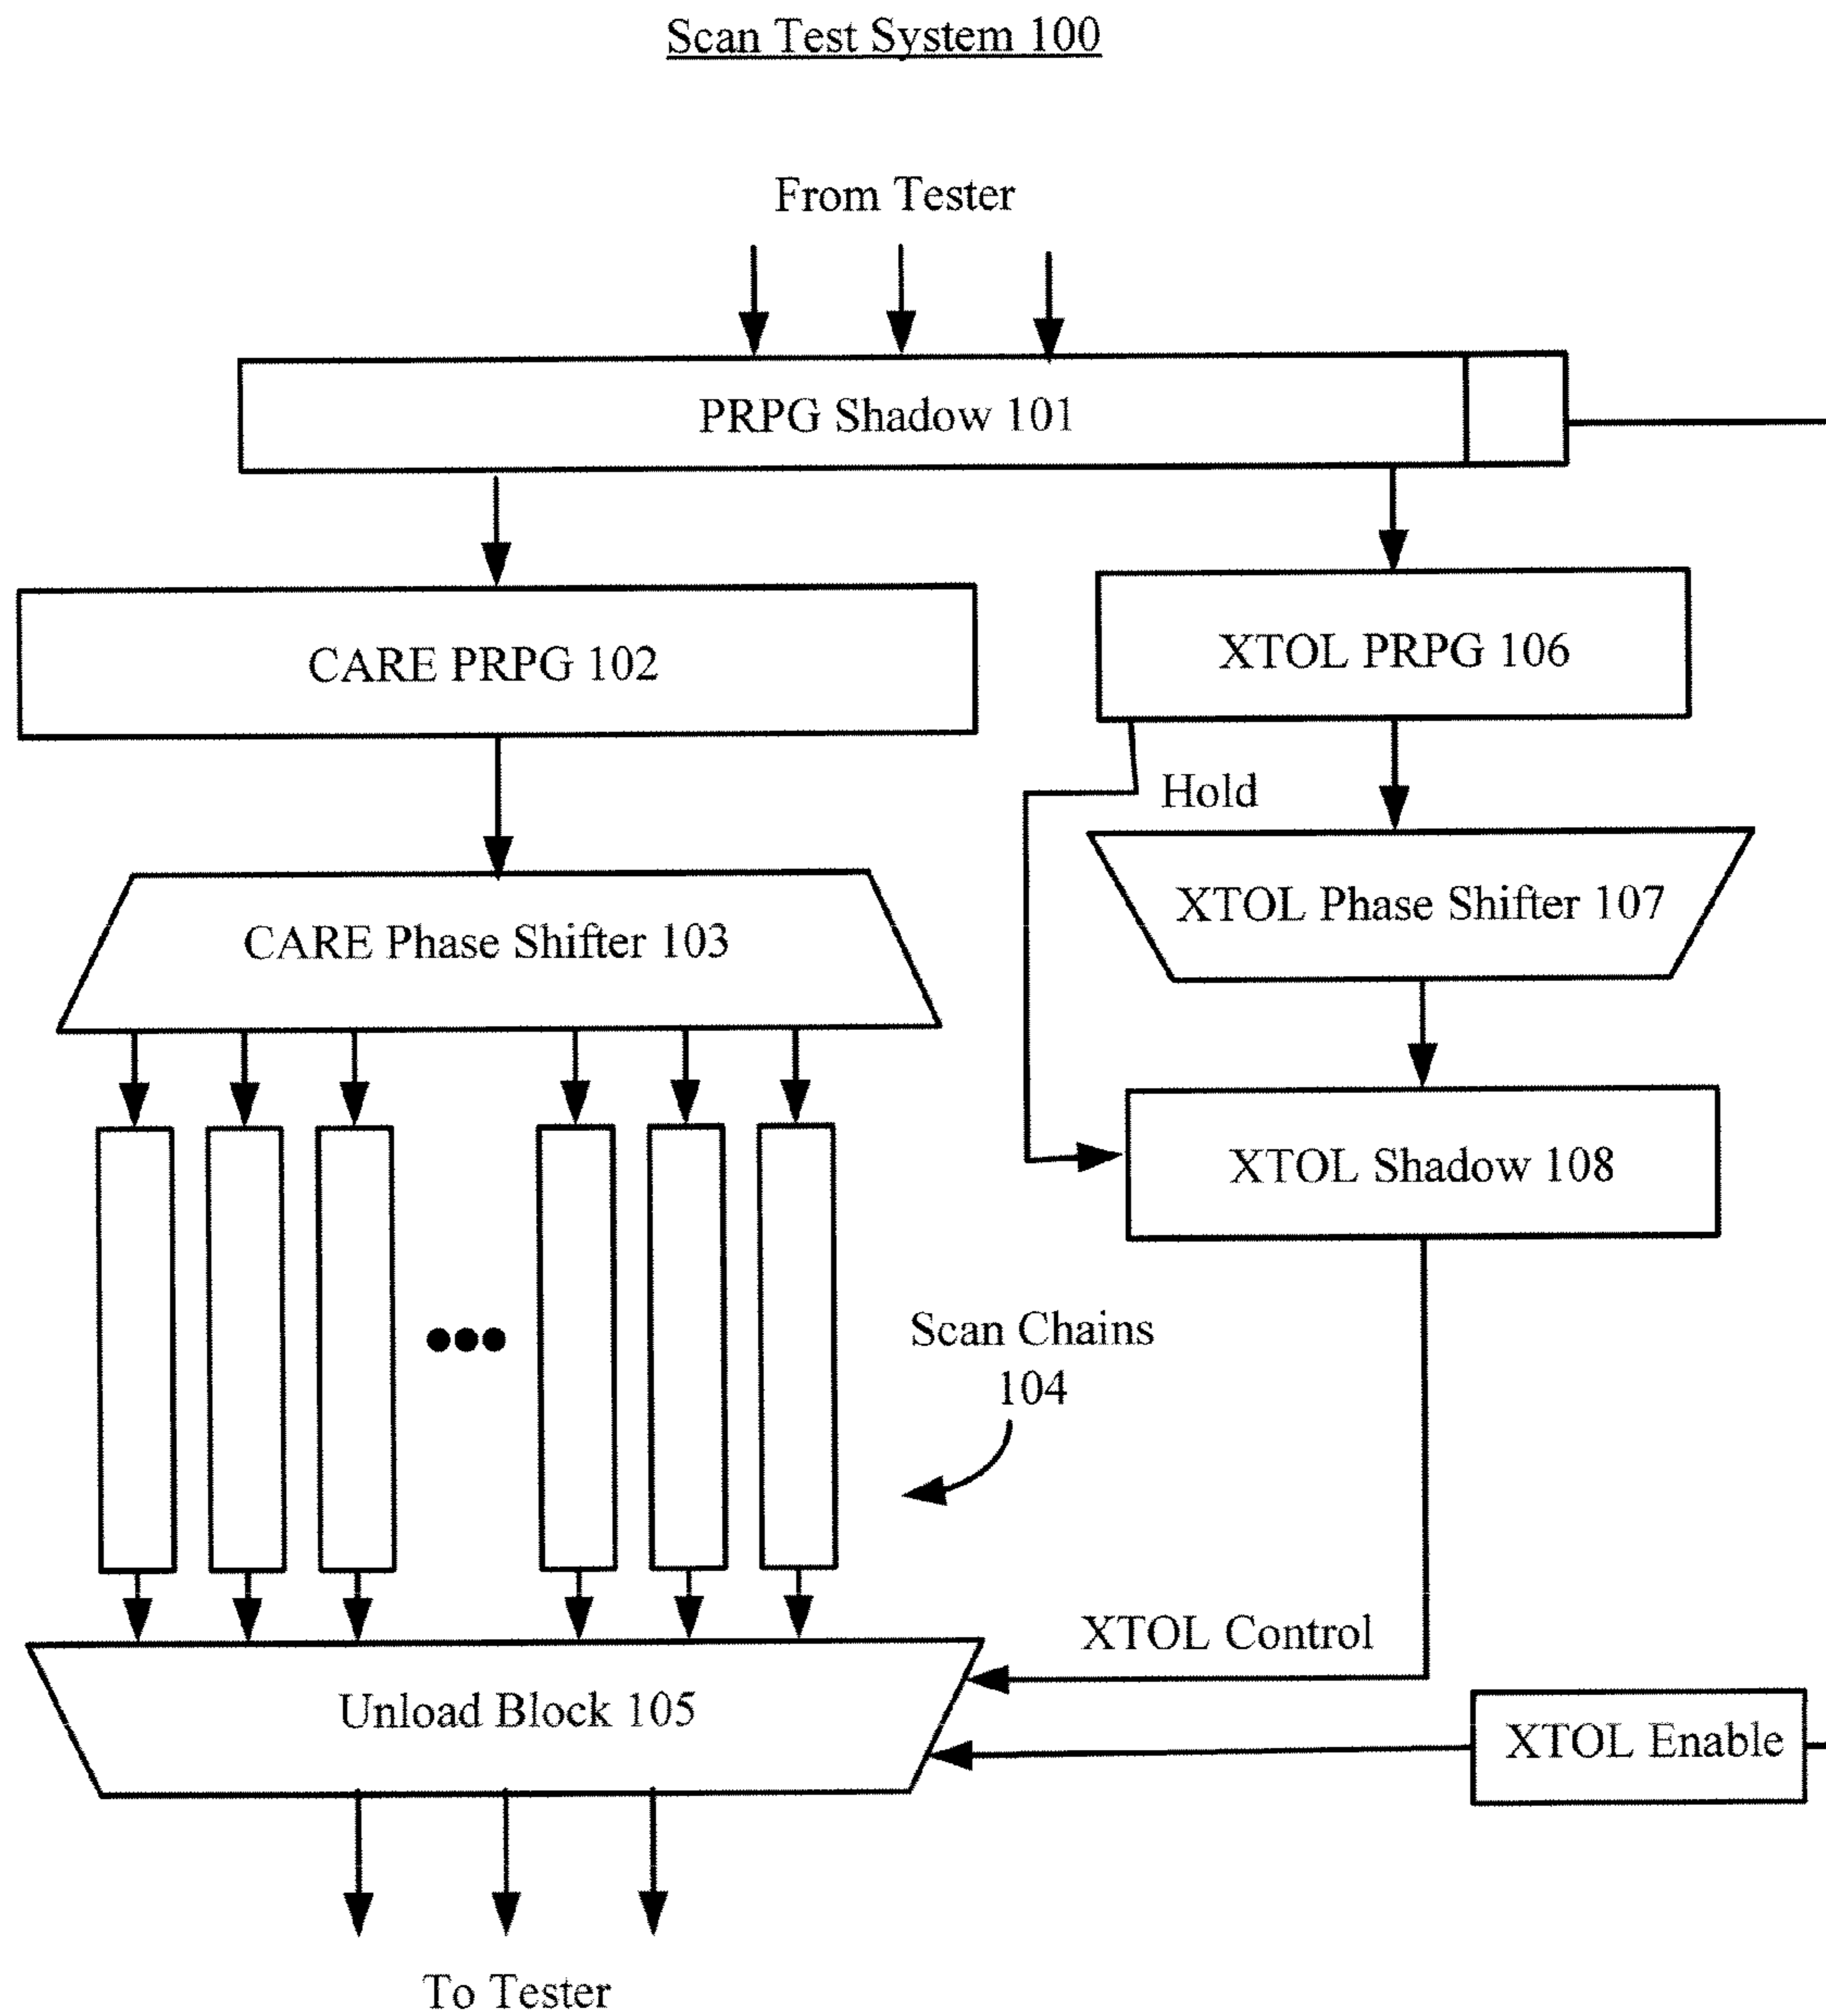 Scan Test System 100
From Tester
PRPG Shadow 101
CARE PRPG 102
XTOL PRPG 106
Hold
XTOL Phase Shifter 107
CARE Phase Shifter 103
XTOL Shadow 108
Scan Chains
104
XTOL Control
Unload Block 105
XTOL Enable
To Tester